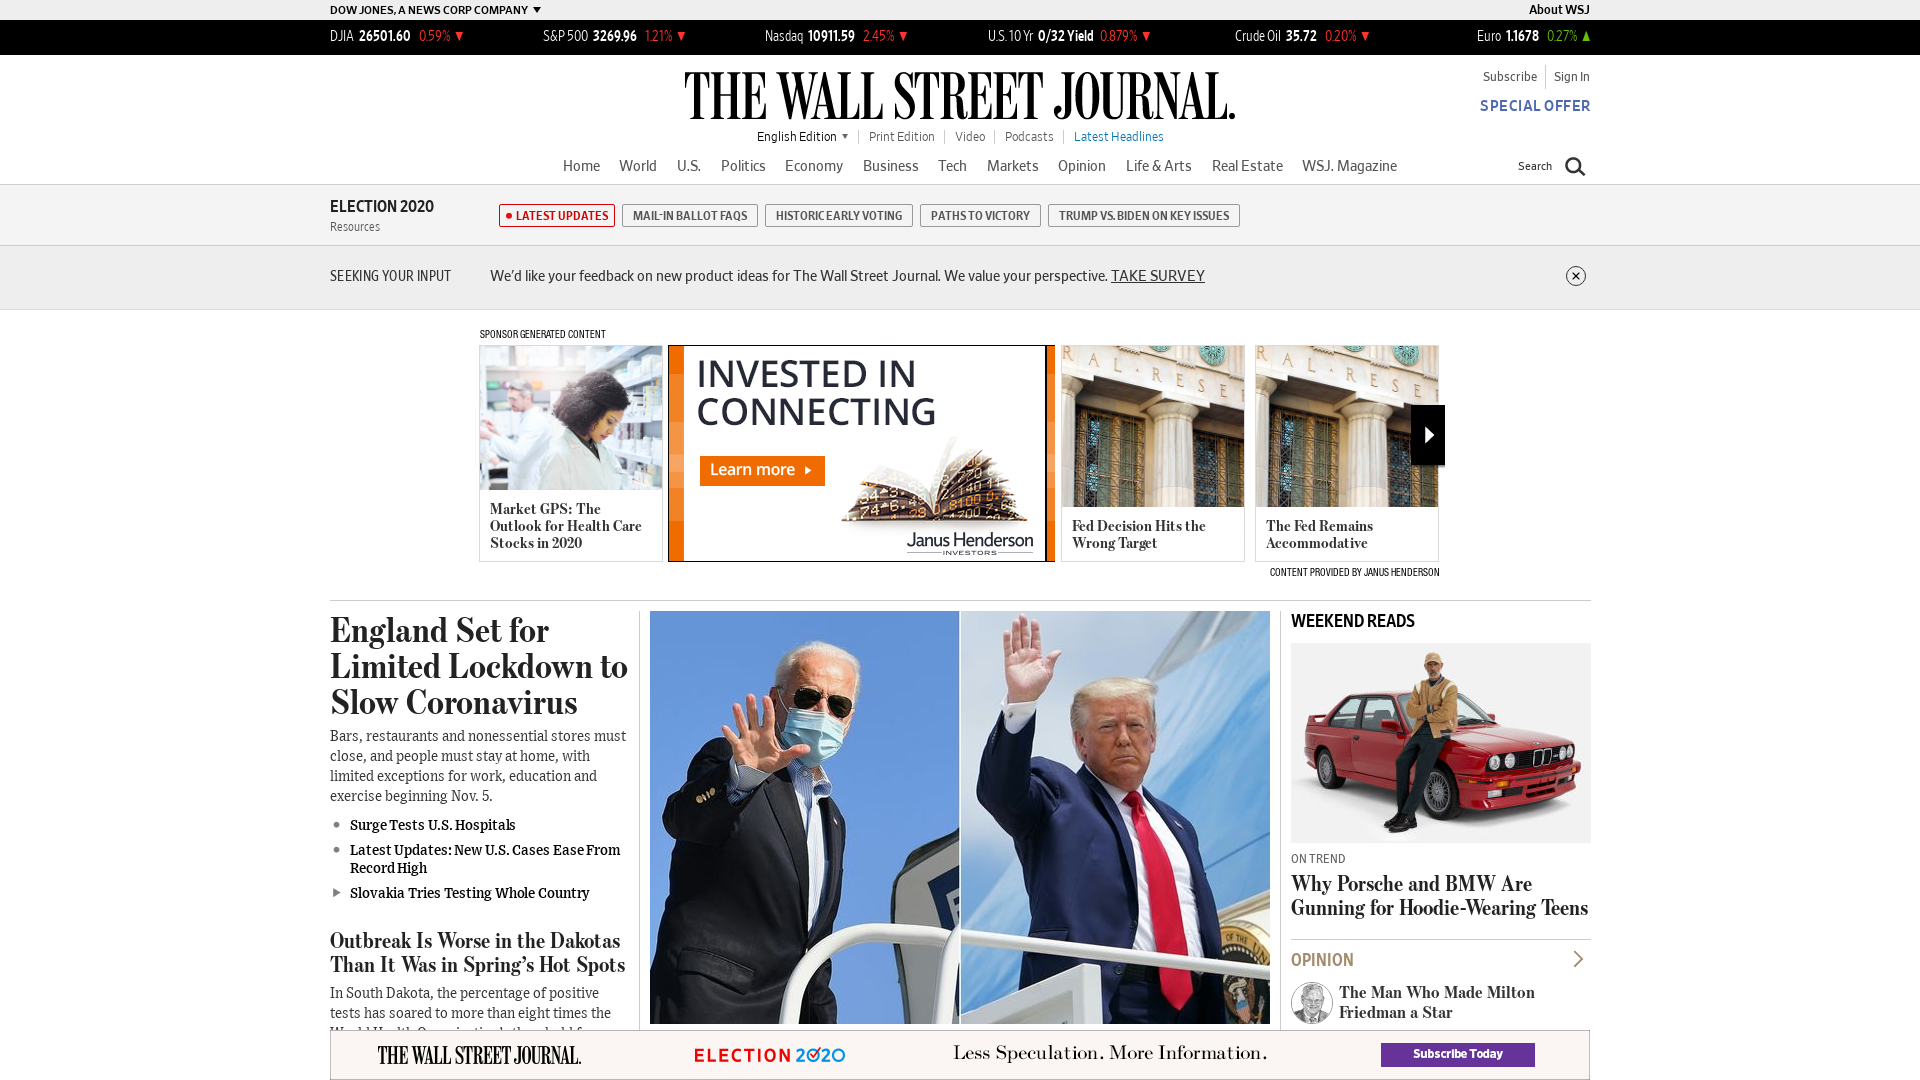 DOW JONES, A NEWS CORP COMPANY
About WSJ
DJIA 26501.60 0.59%
S&P 500 3269.96 1.21%
Nasdaq 10911.59 2.45%
U.S. 10 Yr 0/32 Yield 0.879%
Crude Oil 35.72 0.20%
Euro 1.1678 0.27%
THE WALL STREET JOURNAL.
Subscribe
Sign In
SPECIAL OFFER
English Edition
Print Edition
Video
Podcasts
Latest Headlines
Home
World
U.S.
Politics
Economy
Business
Tech
Markets
Opinion
Life & Arts
Real Estate
WSJ. Magazine
Search
ELECTION 2020
Resources
LATEST UPDATES
MAIL-IN BALLOT FAQS
HISTORIC EARLY VOTING
PATHS TO VICTORY
TRUMP VS. BIDEN ON KEY ISSUES
SEEKING YOUR INPUT
We’d like your feedback on new product ideas for The Wall Street Journal. We value your perspective. TAKE SURVEY
SPONSOR GENERATED CONTENT
Market GPS: The
Outlook for Health Care
Stocks in 2020
INVESTED IN
CONNECTING
Learn more
Janus Henderson
INVESTORS
Fed Decision Hits the
Wrong Target
The Fed Remains
Accommodative
CONTENT PROVIDED BY JANUS HENDERSON
England Set for
Limited Lockdown to
Slow Coronavirus
Bars, restaurants and nonessential stores must
close, and people must stay at home, with
limited exceptions for work, education and
exercise beginning Nov. 5.
Surge Tests U.S. Hospitals
Latest Updates: New U.S. Cases Ease From
Record High
Slovakia Tries Testing Whole Country
Outbreak Is Worse in the Dakotas
Than It Was in Spring’s Hot Spots
In South Dakota, the percentage of positive
tests has soared to more than eight times the
WEEKEND READS
ON TREND
Why Porsche and BMW Are
Gunning for Hoodie-Wearing Teens
OPINION
The Man Who Made Milton
Friedman a Star
THE WALL STREET JOURNAL.
ELECTION 2020
Less Speculation. More Information.
Subscribe Today